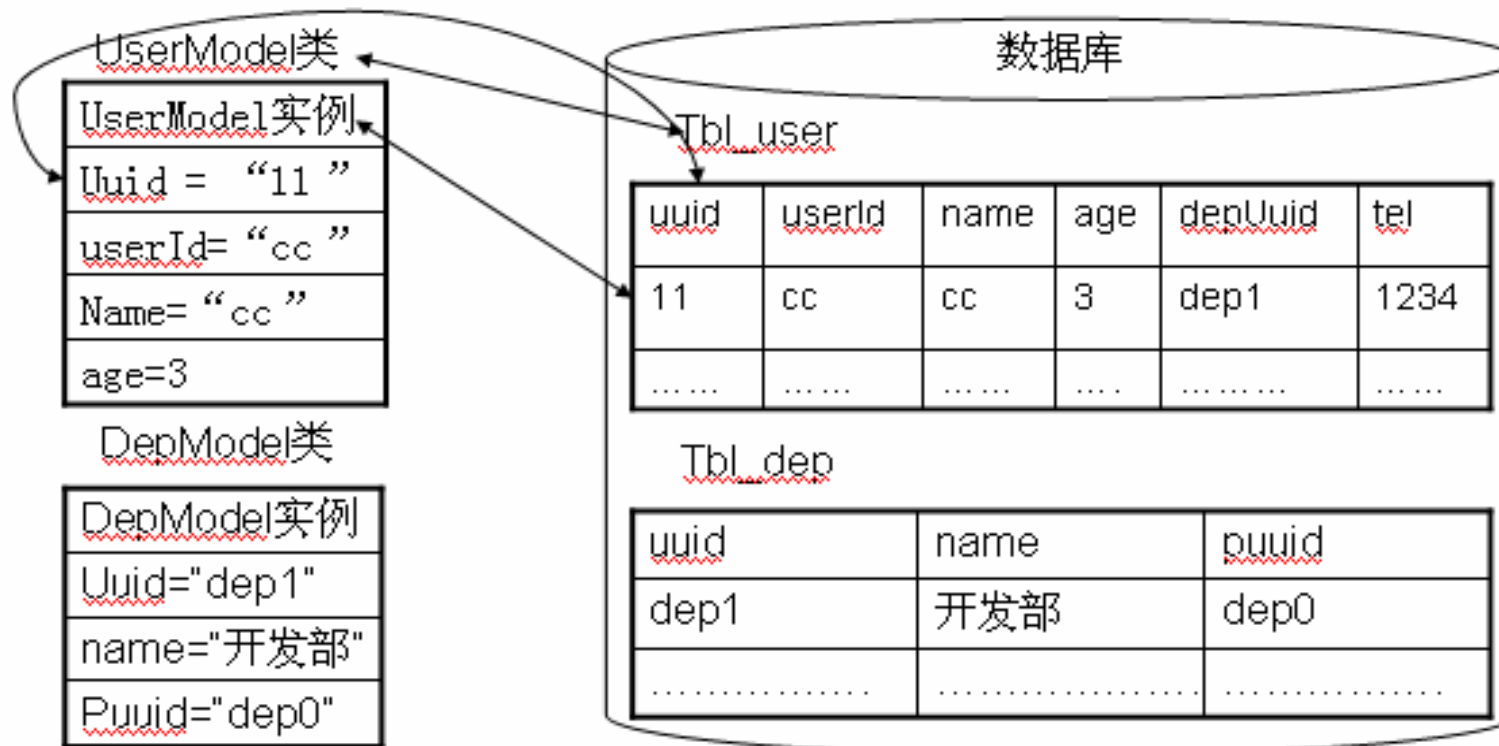 UserModel类
UserModel实例
Uuid = “11 ”
userId= “cc ”
Name= “cc ”
age=3
DepModel类
DepModel实例
Uuid="dep1"
name="开发部"
Puuid="dep0"
数据库
Tbl_user
uuid userId name age depUuid tel
11 cc cc 3 dep1 1234
…… …… …… …. ……… ……
Tbl_dep
uuid name puuid
dep1 开发部 dep0
…………… ……………… ……………